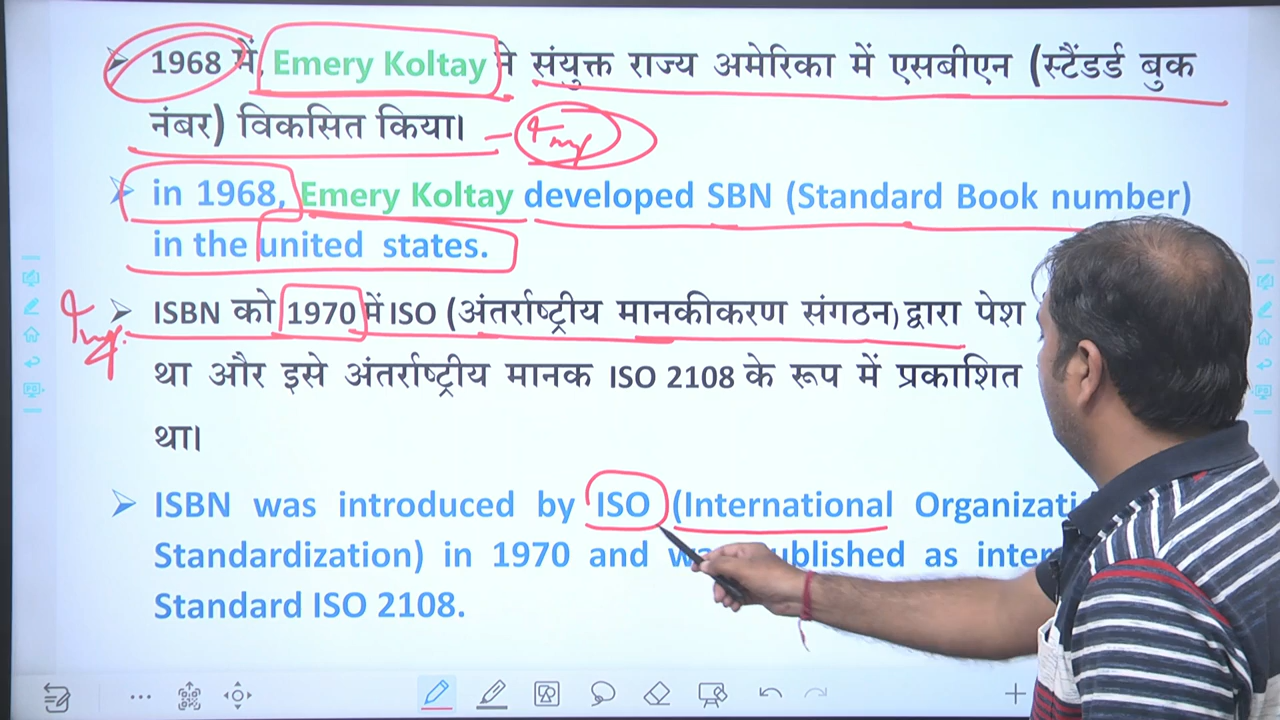 ➢ 1968 में, Emery Koltay ने संयुक्त राज्य अमेरिका में एसबीएन (स्टैंडर्ड बुक
नंबर) विकसित किया।
➢ in 1968, Emery Koltay developed SBN (Standard Book number)
in the united states.
➢ ISBN को 1970 में ISO (अंतर्राष्ट्रीय मानकीकरण संगठन) द्वारा पेश
था और इसे अंतर्राष्ट्रीय मानक ISO 2108 के रूप में प्रकाशित
था।
➢ ISBN was introduced by ISO (International
Standardization) in 1970 and published as
Standard ISO 2108.